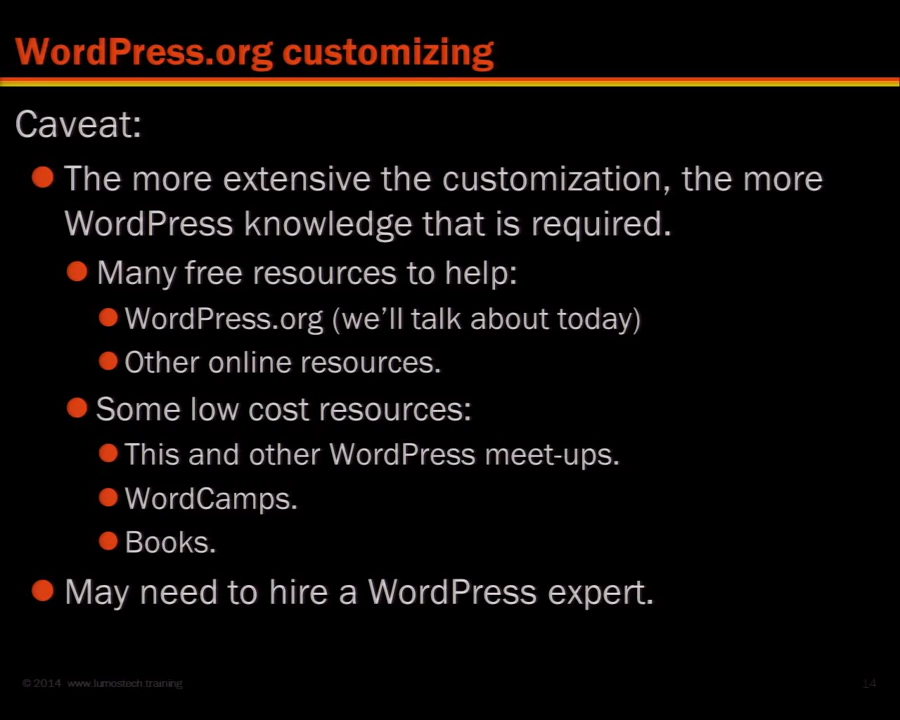 WordPress.org customizing
Caveat:
The more extensive the customization, the more
WordPress knowledge that is required.
Many free resources to help:
WordPress.org (we'll talk about today)
Other online resources.
Some low cost resources:
This and other WordPress meet-ups.
WordCamps.
Books.
May need to hire a WordPress expert.
© 2014 www.lumostech.training
14